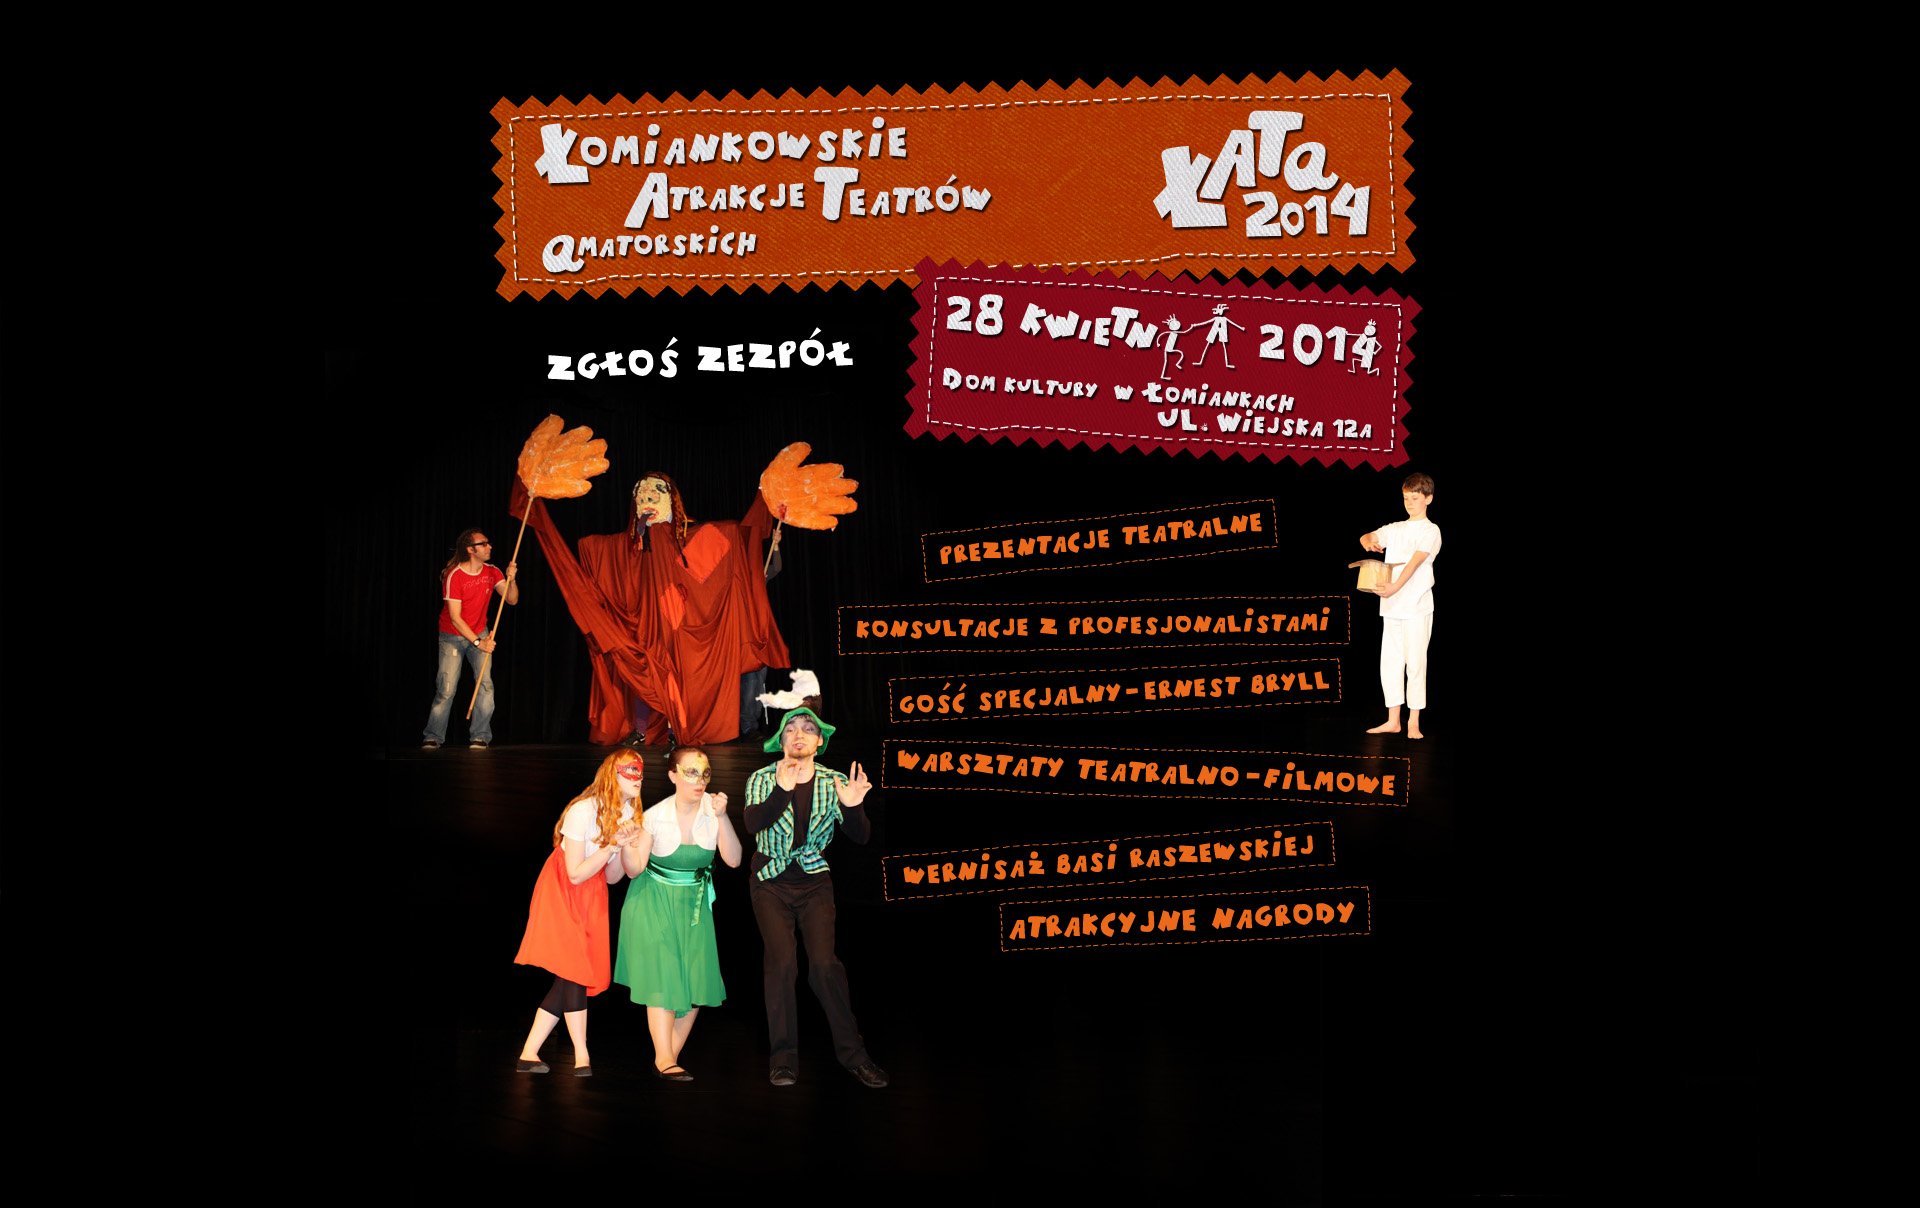 Łomiankowskie
Atrakcje Teatrów
amatorskich
ŁATa
2014
28 KWIETNIA 2014
Dom kultury w Łomiankach
ul. Wiejska 12a
ZGŁOŚ ZEZPÓŁ
PREZENTACJE TEATRALNE
KONSULTACJE Z PROFESJONALiSTAMi
GOŚĆ SPECJALNY-ERNEST BRYLL
WARSZTATY TEATRALNO-FiLMOWE
WERNiSAŻ BASi RASZEWSKiEJ
ATRAKCYJNE NAGRODY